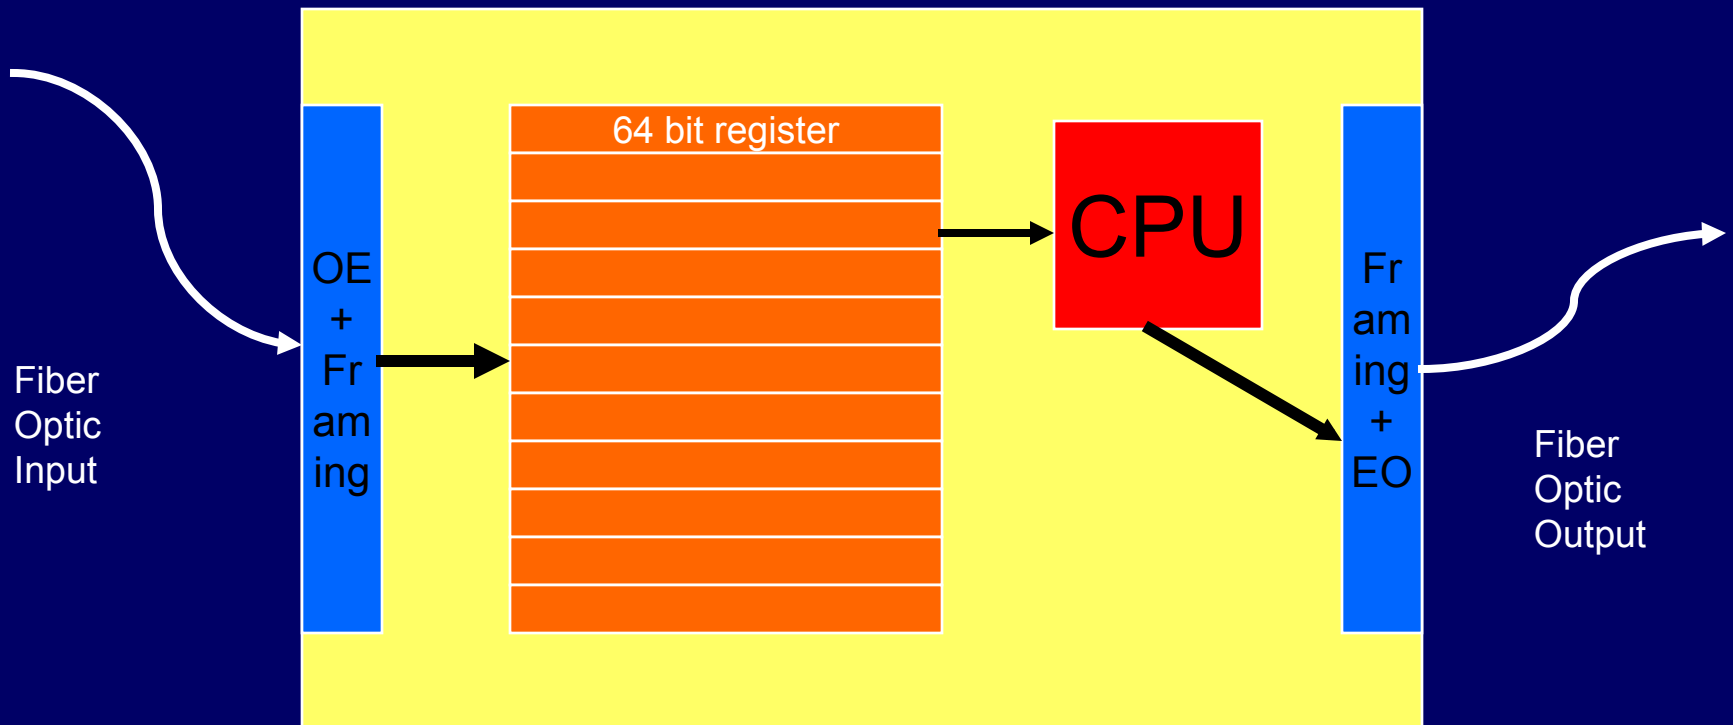 Fiber
Optic
Input
OE
+
Fr
am
ing
64 bit register
CPU
Fr
am
ing
+
EO
Fiber
Optic
Output